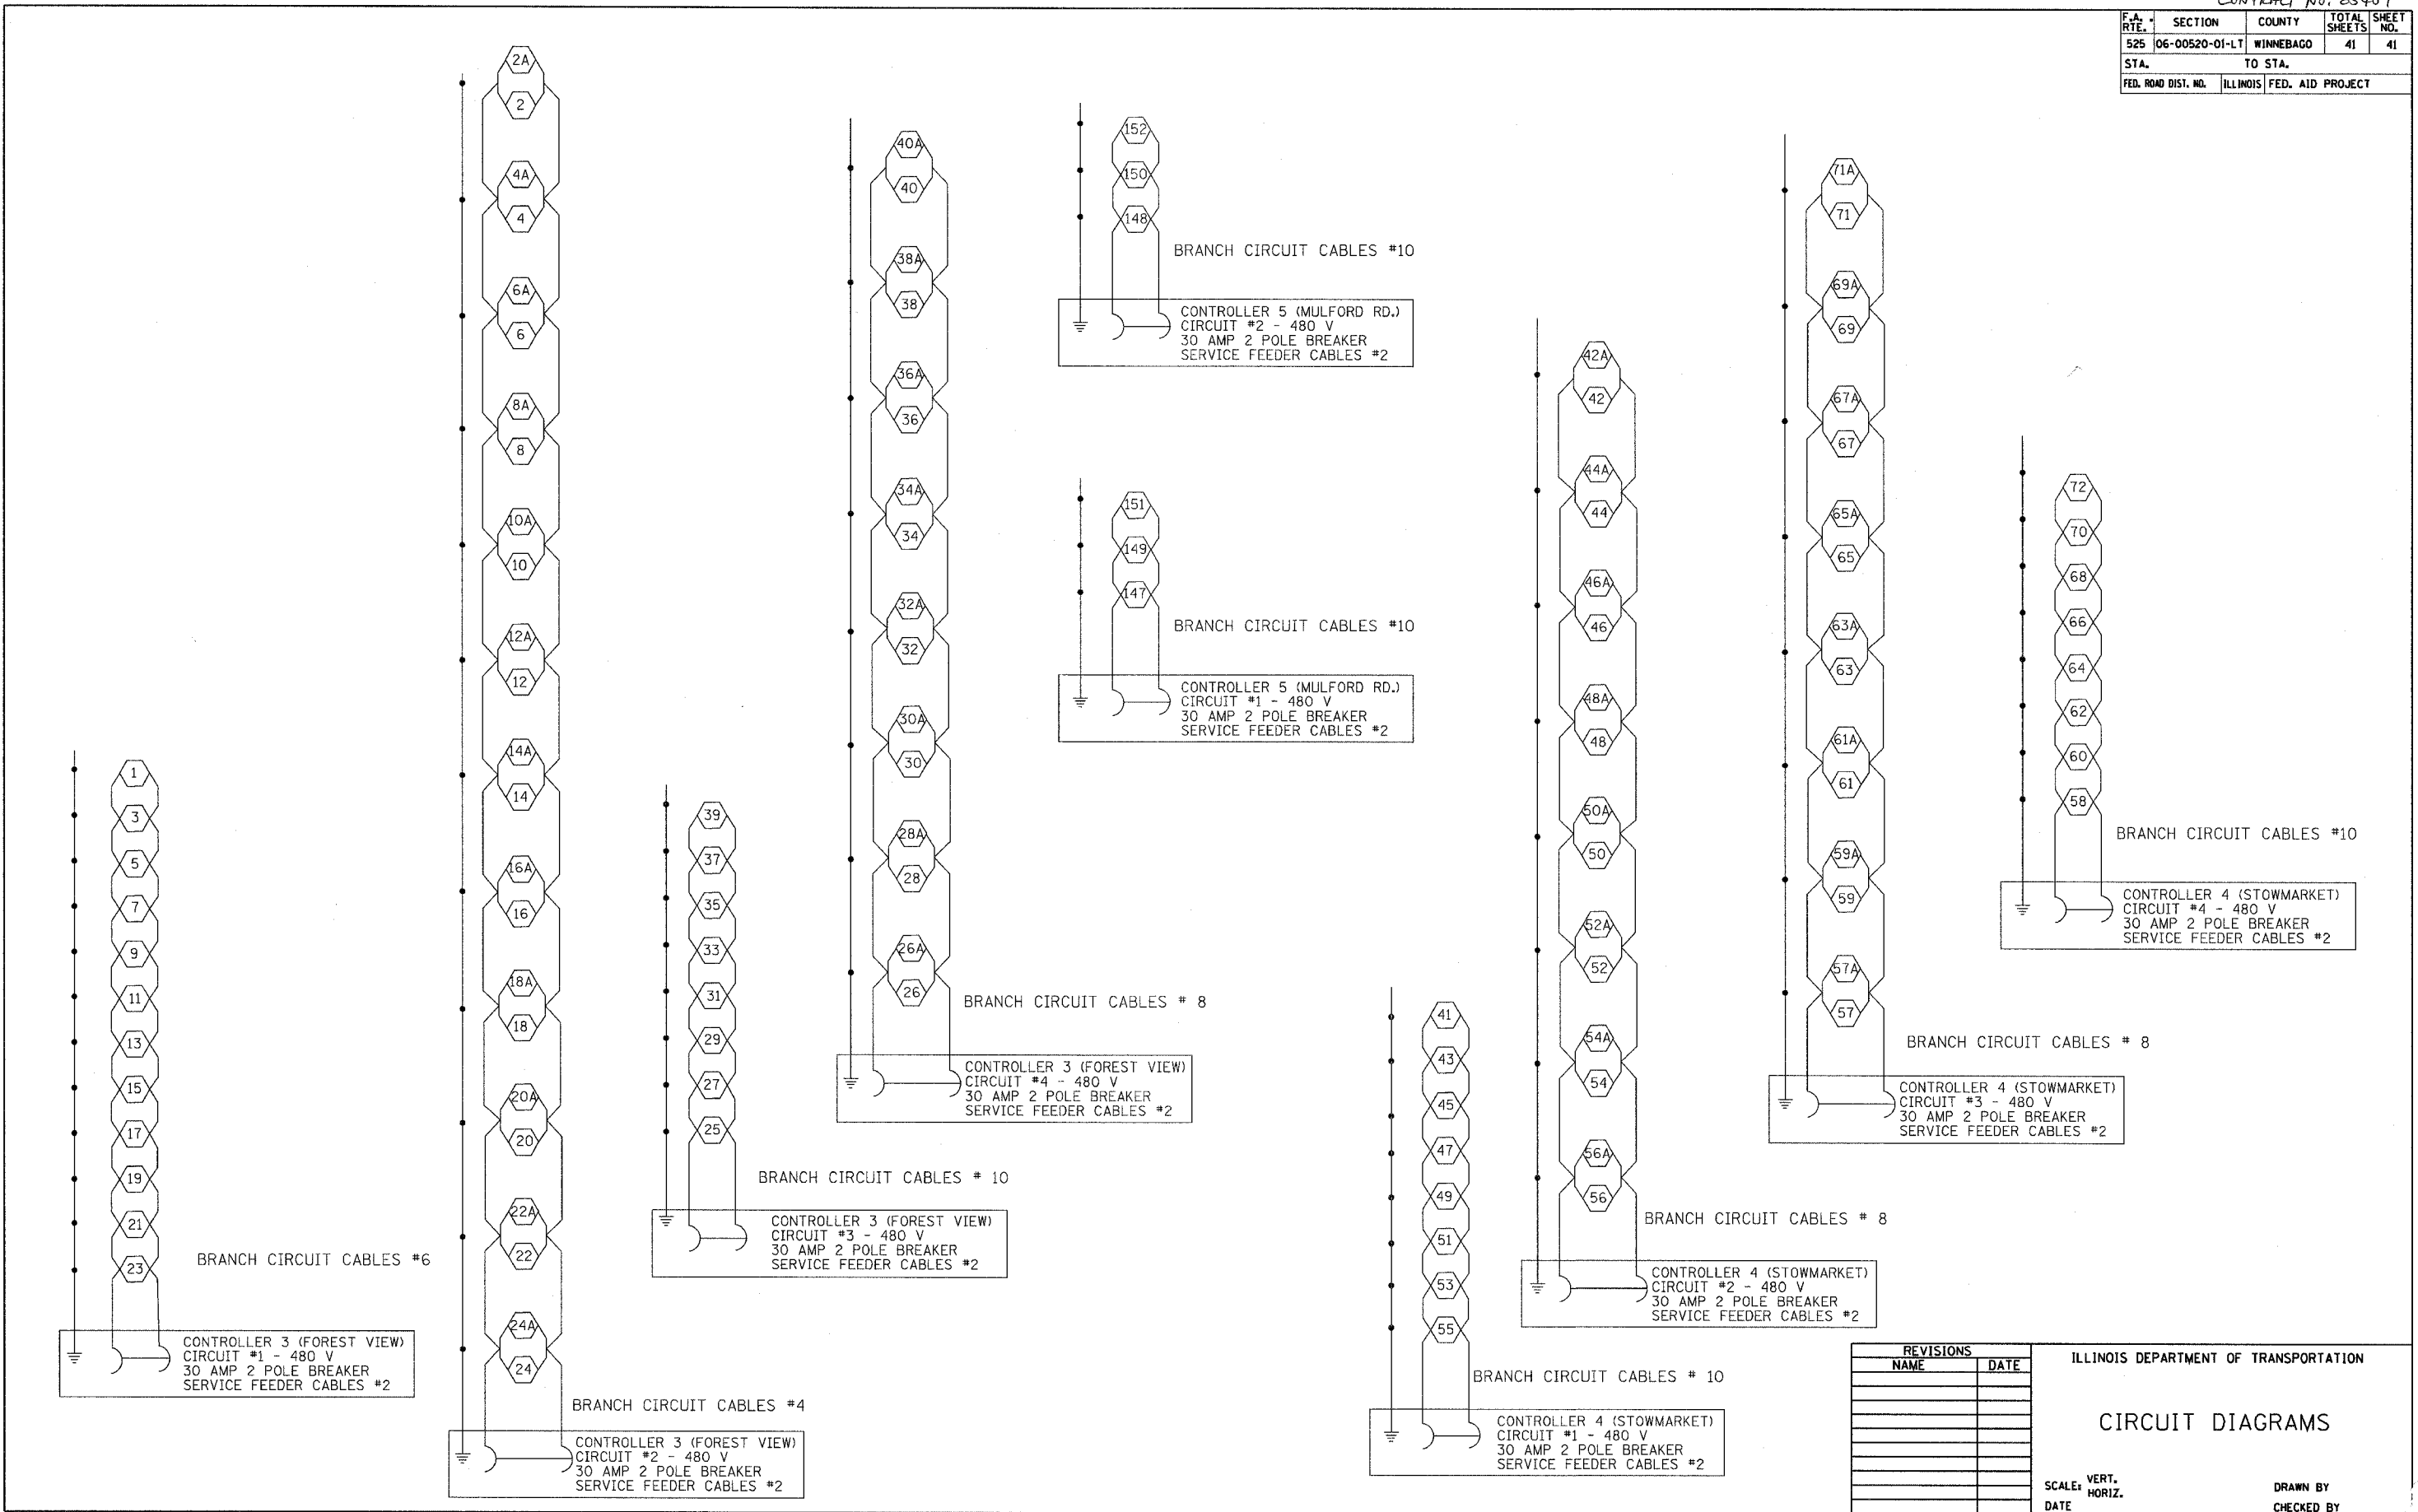 CONTRACT NO.
F.A. RTE. SECTION COUNTY TOTAL SHEETS SHEET NO.
525 06-00520-01-LT WINNEBAGO 41 41
STA. TO STA.
FED. ROAD DIST. NO. ILLINOIS FED. AID PROJECT
1
3
5
7
9
11
13
15
17
19
21
23
BRANCH CIRCUIT CABLES #6
CONTROLLER 3 (FOREST VIEW)
CIRCUIT #1 - 480 V
30 AMP 2 POLE BREAKER
SERVICE FEEDER CABLES #2
2A
2
4A
4
6A
6
8A
8
10A
10
12A
12
14A
14
16A
16
18A
18
20A
20
22A
22
24A
24
BRANCH CIRCUIT CABLES #4
CONTROLLER 3 (FOREST VIEW)
CIRCUIT #2 - 480 V
30 AMP 2 POLE BREAKER
SERVICE FEEDER CABLES #2
39
37
35
33
31
29
27
25
BRANCH CIRCUIT CABLES # 10
CONTROLLER 3 (FOREST VIEW)
CIRCUIT #3 - 480 V
30 AMP 2 POLE BREAKER
SERVICE FEEDER CABLES #2
40A
40
38A
38
36A
36
34A
34
32A
32
30A
30
28A
28
26A
26
BRANCH CIRCUIT CABLES # 8
CONTROLLER 3 (FOREST VIEW)
CIRCUIT #4 - 480 V
30 AMP 2 POLE BREAKER
SERVICE FEEDER CABLES #2
152
150
148
BRANCH CIRCUIT CABLES #10
CONTROLLER 5 (MULFORD RD.)
CIRCUIT #2 - 480 V
30 AMP 2 POLE BREAKER
SERVICE FEEDER CABLES #2
151
149
147
BRANCH CIRCUIT CABLES #10
CONTROLLER 5 (MULFORD RD.)
CIRCUIT #1 - 480 V
30 AMP 2 POLE BREAKER
SERVICE FEEDER CABLES #2
41
43
45
47
49
51
53
55
BRANCH CIRCUIT CABLES # 10
CONTROLLER 4 (STOWMARKET)
CIRCUIT #1 - 480 V
30 AMP 2 POLE BREAKER
SERVICE FEEDER CABLES #2
42A
42
44A
44
46A
46
48A
48
50A
50
52A
52
54A
54
56A
56
BRANCH CIRCUIT CABLES # 8
CONTROLLER 4 (STOWMARKET)
CIRCUIT #2 - 480 V
30 AMP 2 POLE BREAKER
SERVICE FEEDER CABLES #2
71A
71
69A
69
67A
67
65A
65
63A
63
61A
61
59A
59
57A
57
BRANCH CIRCUIT CABLES # 8
CONTROLLER 4 (STOWMARKET)
CIRCUIT #3 - 480 V
30 AMP 2 POLE BREAKER
SERVICE FEEDER CABLES #2
72
70
68
66
64
62
60
58
BRANCH CIRCUIT CABLES #10
CONTROLLER 4 (STOWMARKET)
CIRCUIT #4 - 480 V
30 AMP 2 POLE BREAKER
SERVICE FEEDER CABLES #2
REVISIONS
NAME DATE
ILLINOIS DEPARTMENT OF TRANSPORTATION
CIRCUIT DIAGRAMS
SCALE: VERT. HORIZ.
DATE
DRAWN BY
CHECKED BY